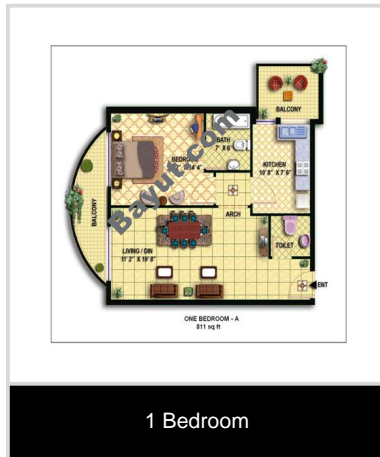 BALCONY
BATH
7' X 6'
KITCHEN
10'8" X 7'6"
BALCONY
Bayut.com
ARCH
TOILET
LIVING / DIN
11'2" X 19'8"
ENT
ONE BEDROOM - A
811 sq ft
1 Bedroom